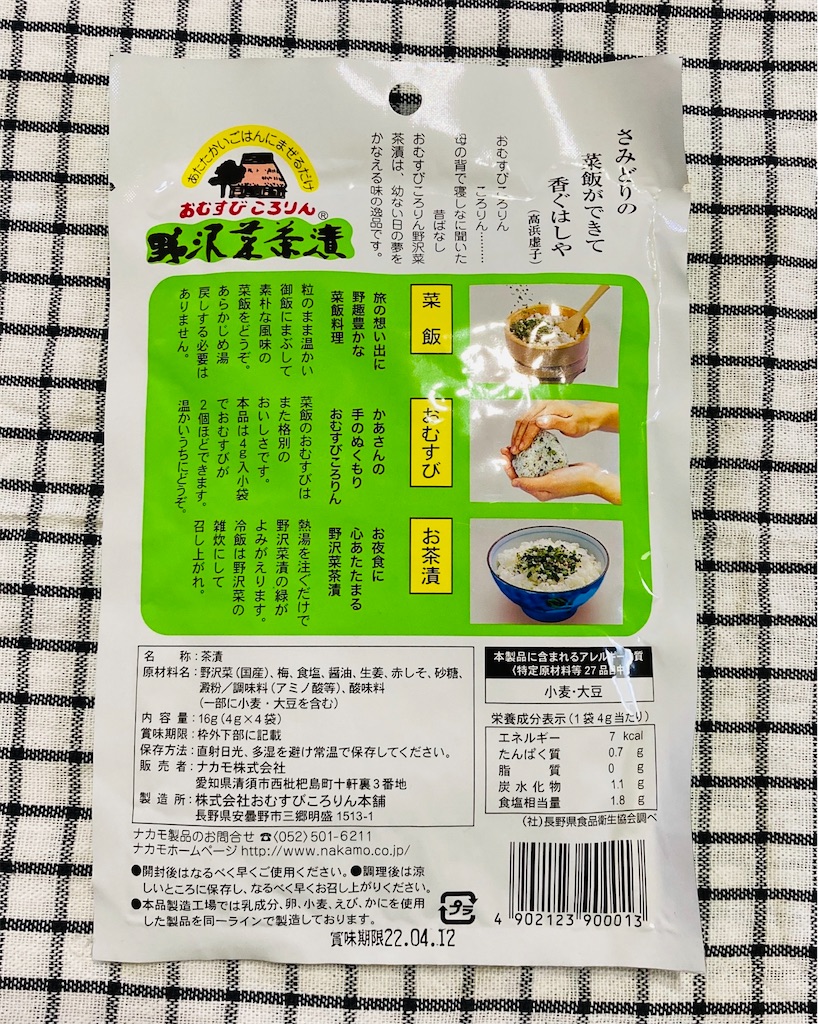 さみどりの
菜飯ができて
香ぐはしや
(高浜虚子)
おむすびころりん
ころりん……
母の背で寝しなに聞いた
昔ばなし
おむすびころりん野沢菜
茶漬は、幼ない日の夢を
かなえる味の逸品です。
あたたかいごはんにまぜるだけ
おむすびころりん®
野沢菜茶漬
菜飯
旅の想い出に
野趣豊かな
菜飯料理
粒のまま温かい
御飯にまぶして
素朴な風味の
菜飯をどうぞ。
あらかじめ湯
戻しする必要は
ありません。
おむすび
かあさんの
手のぬくもり
おむすびころりん
菜飯のおむすびは
また格別の
おいしさです。
本品は4g入小袋
でおむすびが
2個ほどできます。
温かいうちにどうぞ。
お茶漬
お夜食に
心あたたまる
野沢菜茶漬
熱湯を注ぐだけで
野沢菜漬の緑が
よみがえります。
冷飯は野沢菜の
雑炊にして
召し上がれ。
名称:茶漬
原材料名:野沢菜(国産)、梅、食塩、醤油、生姜、赤しそ、砂糖、
澱粉/調味料(アミノ酸等)、酸味料
(一部に小麦・大豆を含む)
内容量:16g(4g×4袋)
賞味期限:枠外下部に記載
保存方法:直射日光、多湿を避け常温で保存してください。
販売者:ナカモ株式会社
愛知県清須市西枇杷島町十軒裏3番地
製造所:株式会社おむすびころりん本舗
長野県安曇野市三郷明盛1513-1
ナカモ製品のお問合せ ☎(052)501-6211
ナカモホームページ http://www.nakamo.co.jp/
●開封後はなるべく早くご使用ください。●調理後は涼
しいところに保存し、なるべく早くお召し上がりください。
●本品製造工場では乳成分、卵、小麦、えび、かにを使用
した製品を同一ラインで製造しております。
賞味期限22.04.12
本製品に含まれるアレルギー物質
(特定原材料等27品目中)
小麦・大豆
栄養成分表示(1袋4g当たり)
エネルギー 7 kcal
たんぱく質 0.7 g
脂質 0 g
炭水化物 1.1 g
食塩相当量 1.8 g
(社)長野県食品衛生協会調べ
プラ
4 902123 900013